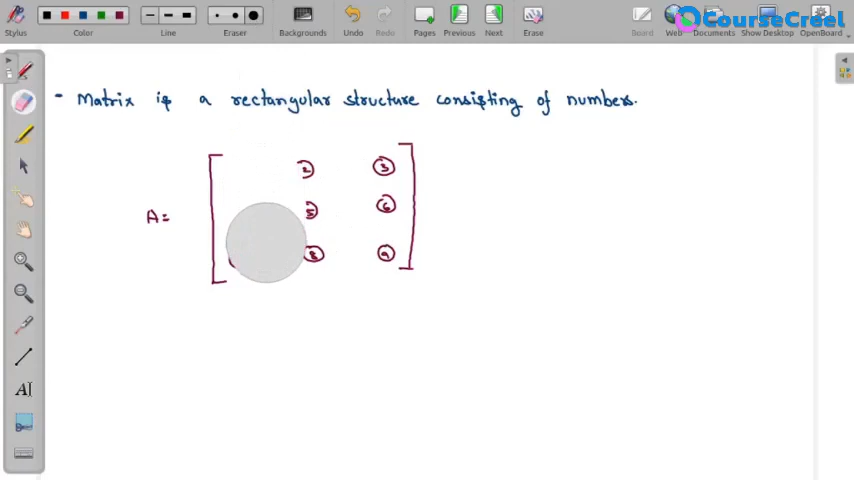 Stylus
Color
Line
Eraser
Backgrounds
Undo
Redo
Pages
Previous
Next
Erase
Board
Web
Documents
Show Desktop
OpenBoard
CourseCreel
- Matrix is a rectangular structure consisting of numbers.
2 3
A= 5 6
8 9